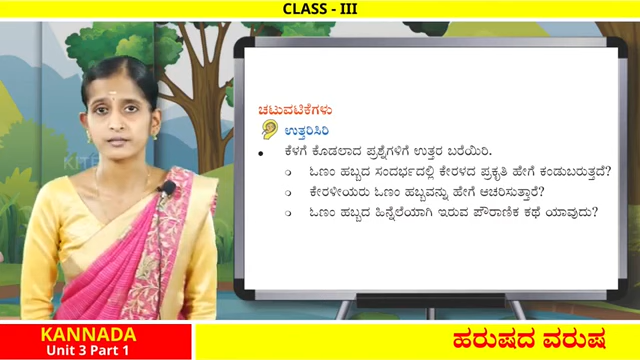 CLASS - III
ಚಟುವಟಿಕೆಗಳು
ಉತ್ತರಿಸಿರಿ
• ಕೆಳಗೆ ಕೊಡಲಾದ ಪ್ರಶ್ನೆಗಳಿಗೆ ಉತ್ತರ ಬರೆಯಿರಿ.
○ ಓಣಂ ಹಬ್ಬದ ಸಂದರ್ಭದಲ್ಲಿ ಕೇರಳದ ಪ್ರಕೃತಿ ಹೇಗೆ ಕಂಡುಬರುತ್ತದೆ?
○ ಕೇರಳೀಯರು ಓಣಂ ಹಬ್ಬವನ್ನು ಹೇಗೆ ಆಚರಿಸುತ್ತಾರೆ?
○ ಓಣಂ ಹಬ್ಬದ ಹಿನ್ನೆಲೆಯಾಗಿ ಇರುವ ಪೌರಾಣಿಕ ಕಥೆ ಯಾವುದು?
KANNADA
Unit 3 Part 1
ಹರುಷದ ವರುಷ